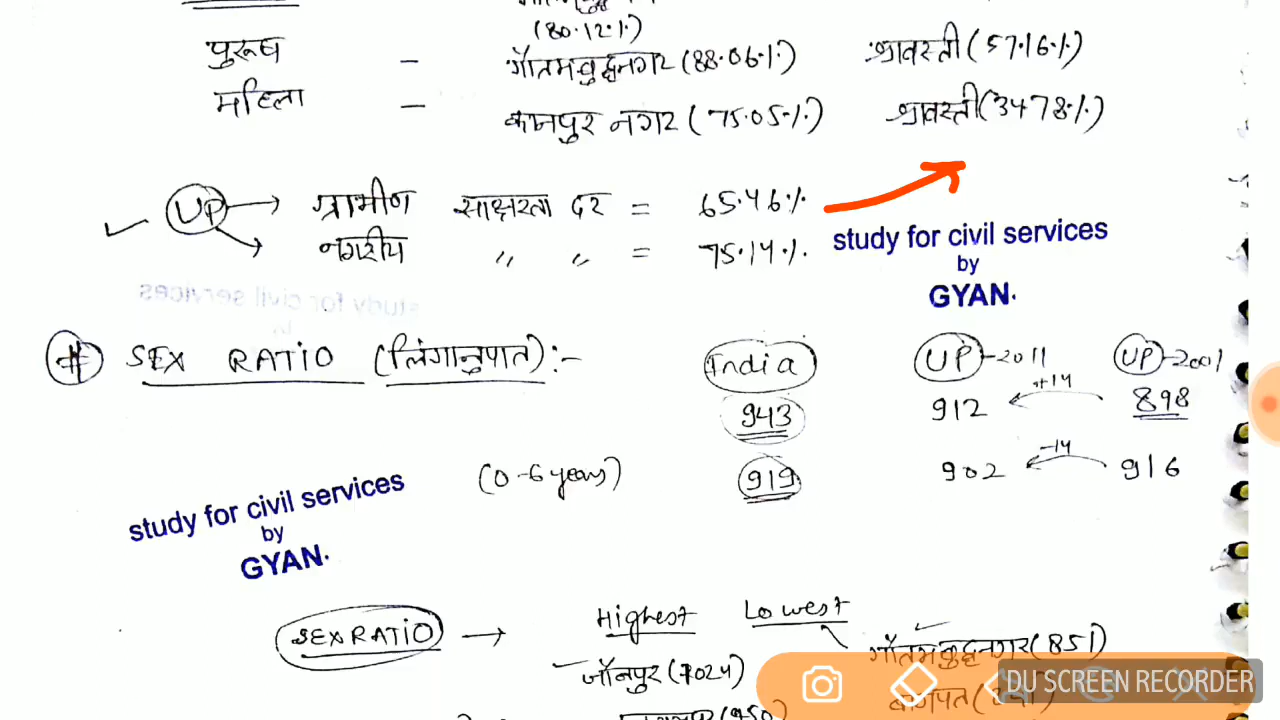 (80.12.%)
पुरुष - गौतमबुद्धनगर (88.06.%) श्रावस्ती (57.16.%)
महिला - कानपुर नगर (75.05.%) श्रावस्ती (34.78.%)
UP ग्रामीण साक्षरता दर = 65.46%
नगरीय " " = 75.14%.
study for civil services
by
GYAN.
# SEX RATIO (लिंगानुपात) :-
India UP-2011 UP-2001
943 912 +14 898
(0-6 years) 919 902 -14 916
study for civil services
by
GYAN.
SEX RATIO → Highest Lowest
जौनपुर (1024) गौतमबुद्धनगर (851)
बागपत
DU SCREEN RECORDER